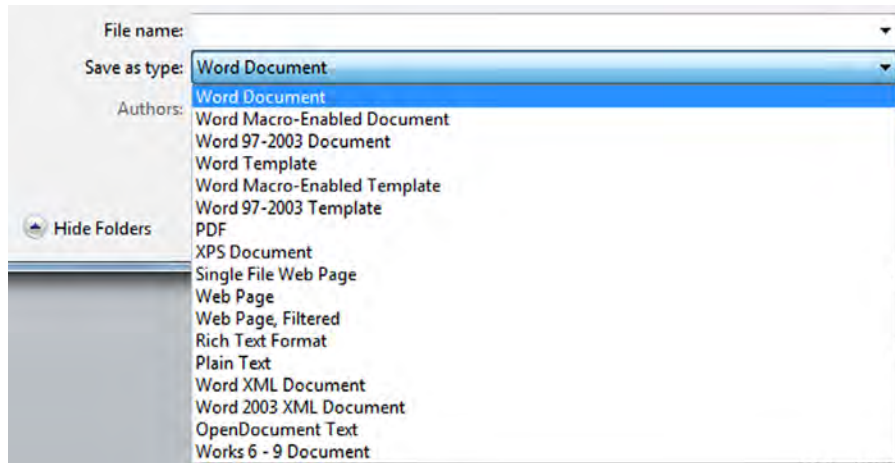 File name:
Save as type: Word Document
Authors:
Word Document
Word Macro-Enabled Document
Word 97-2003 Document
Word Template
Word Macro-Enabled Template
Word 97-2003 Template
Hide Folders
PDF
XPS Document
Single File Web Page
Web Page
Web Page, Filtered
Rich Text Format
Plain Text
Word XML Document
Word 2003 XML Document
OpenDocument Text
Works 6 - 9 Document